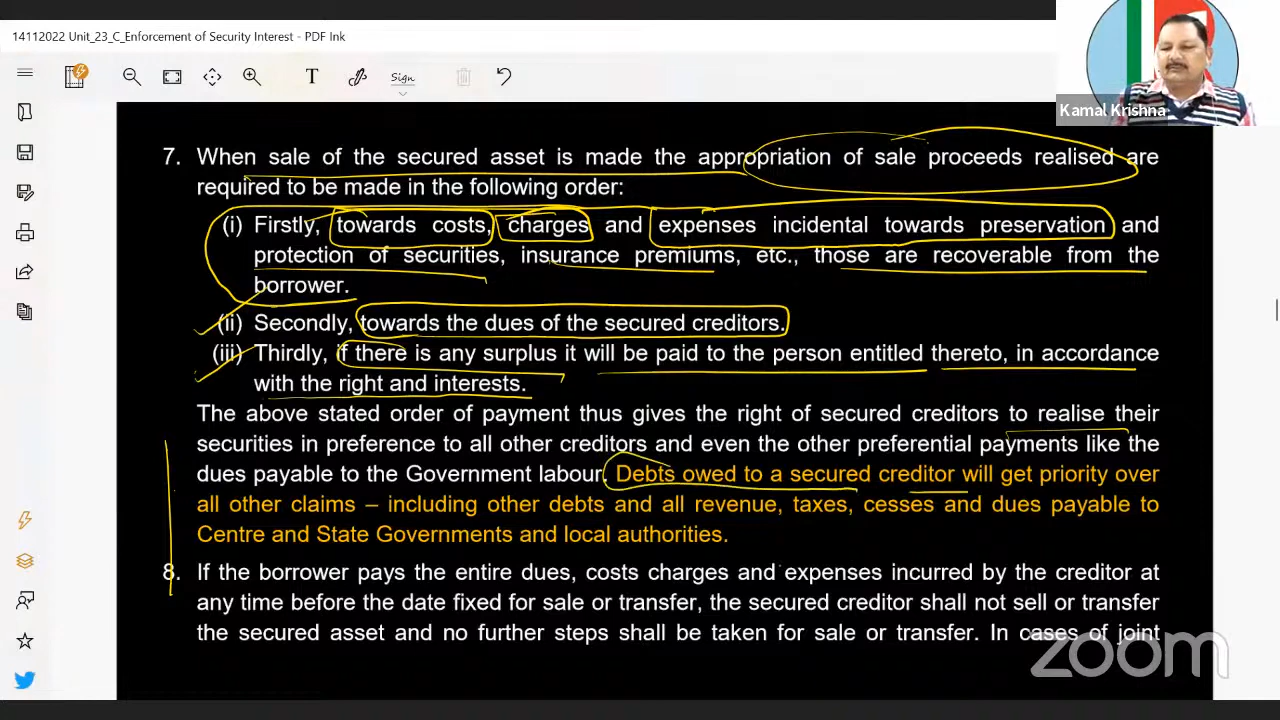 14112022 Unit_23_C_Enforcement of Security Interest - PDF Ink
T
Sign
Kamal Krishna
7. When sale of the secured asset is made the appropriation of sale proceeds realised are
required to be made in the following order:
(i) Firstly, towards costs, charges and expenses incidental towards preservation and
protection of securities, insurance premiums, etc., those are recoverable from the
borrower.
(ii) Secondly, towards the dues of the secured creditors.
(iii) Thirdly, if there is any surplus it will be paid to the person entitled thereto, in accordance
with the right and interests.
The above stated order of payment thus gives the right of secured creditors to realise their
securities in preference to all other creditors and even the other preferential payments like the
dues payable to the Government labour. Debts owed to a secured creditor will get priority over
all other claims – including other debts and all revenue, taxes, cesses and dues payable to
Centre and State Governments and local authorities.
8. If the borrower pays the entire dues, costs charges and expenses incurred by the creditor at
any time before the date fixed for sale or transfer, the secured creditor shall not sell or transfer
the secured asset and no further steps shall be taken for sale or transfer. In cases of joint
zoom